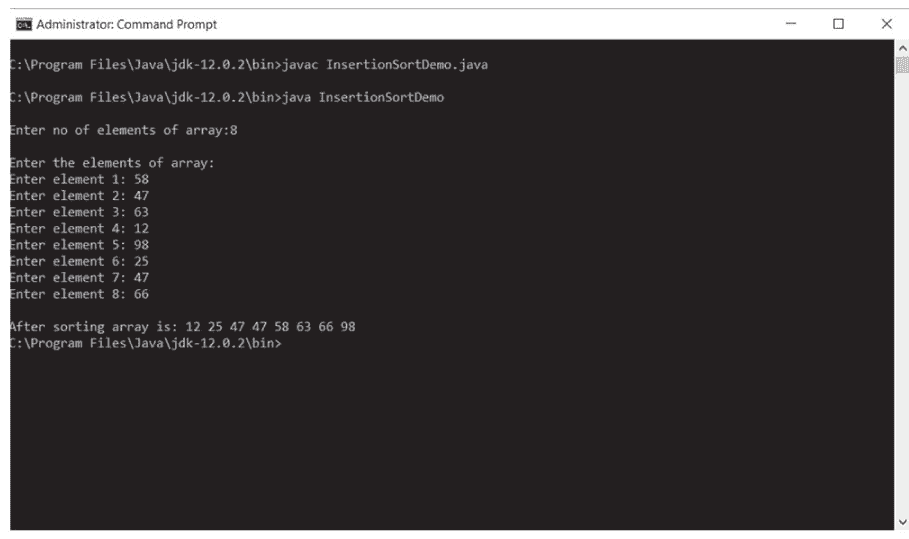 Administrator: Command Prompt
C:\Program Files\Java\jdk-12.0.2\bin>javac InsertionSortDemo.java
C:\Program Files\Java\jdk-12.0.2\bin>java InsertionSortDemo
Enter no of elements of array:8
Enter the elements of array:
Enter element 1: 58
Enter element 2: 47
Enter element 3: 63
Enter element 4: 12
Enter element 5: 98
Enter element 6: 25
Enter element 7: 47
Enter element 8: 66
After sorting array is: 12 25 47 47 58 63 66 98
C:\Program Files\Java\jdk-12.0.2\bin>